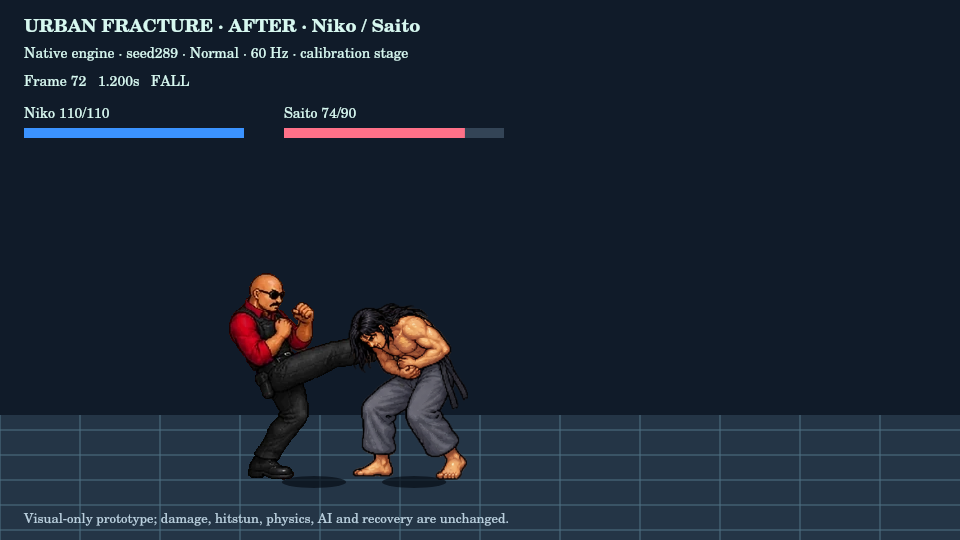 URBAN FRACTURE · AFTER · Niko / Saito
Native engine · seed289 · Normal · 60 Hz · calibration stage
Frame 72 1.200s FALL
Niko 110/110 Saito 74/90
Visual-only prototype; damage, hitstun, physics, AI and recovery are unchanged.